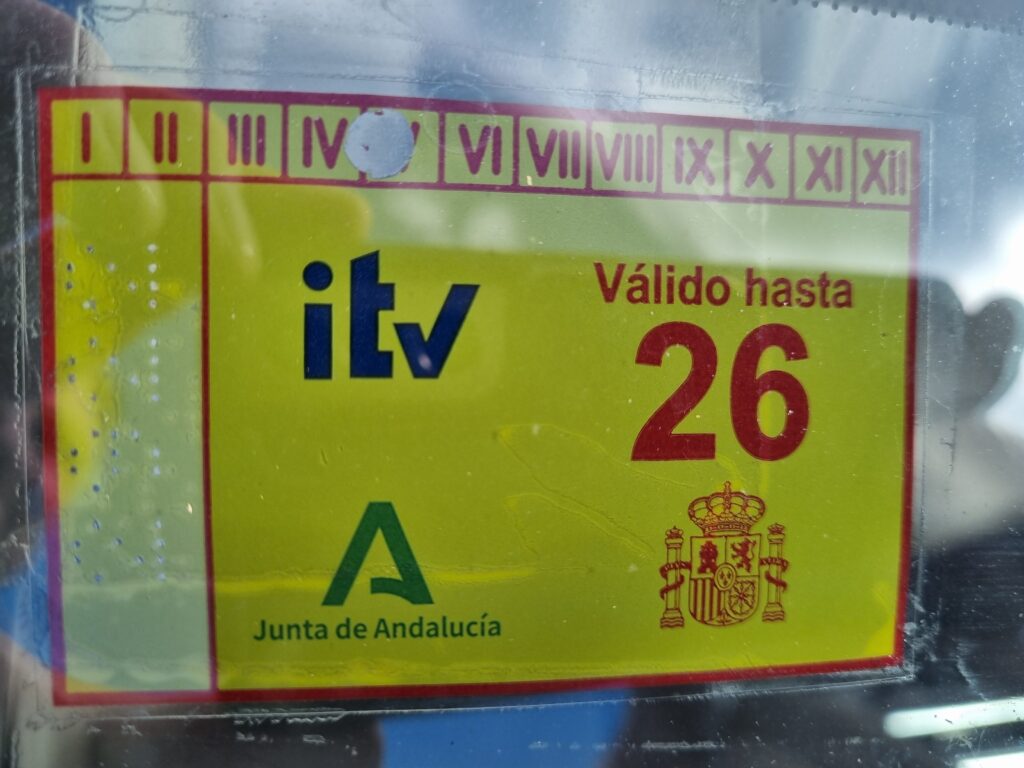 I II III IV V VI VII VIII IX X XI XII
itv
Válido hasta
26
Junta de Andalucía